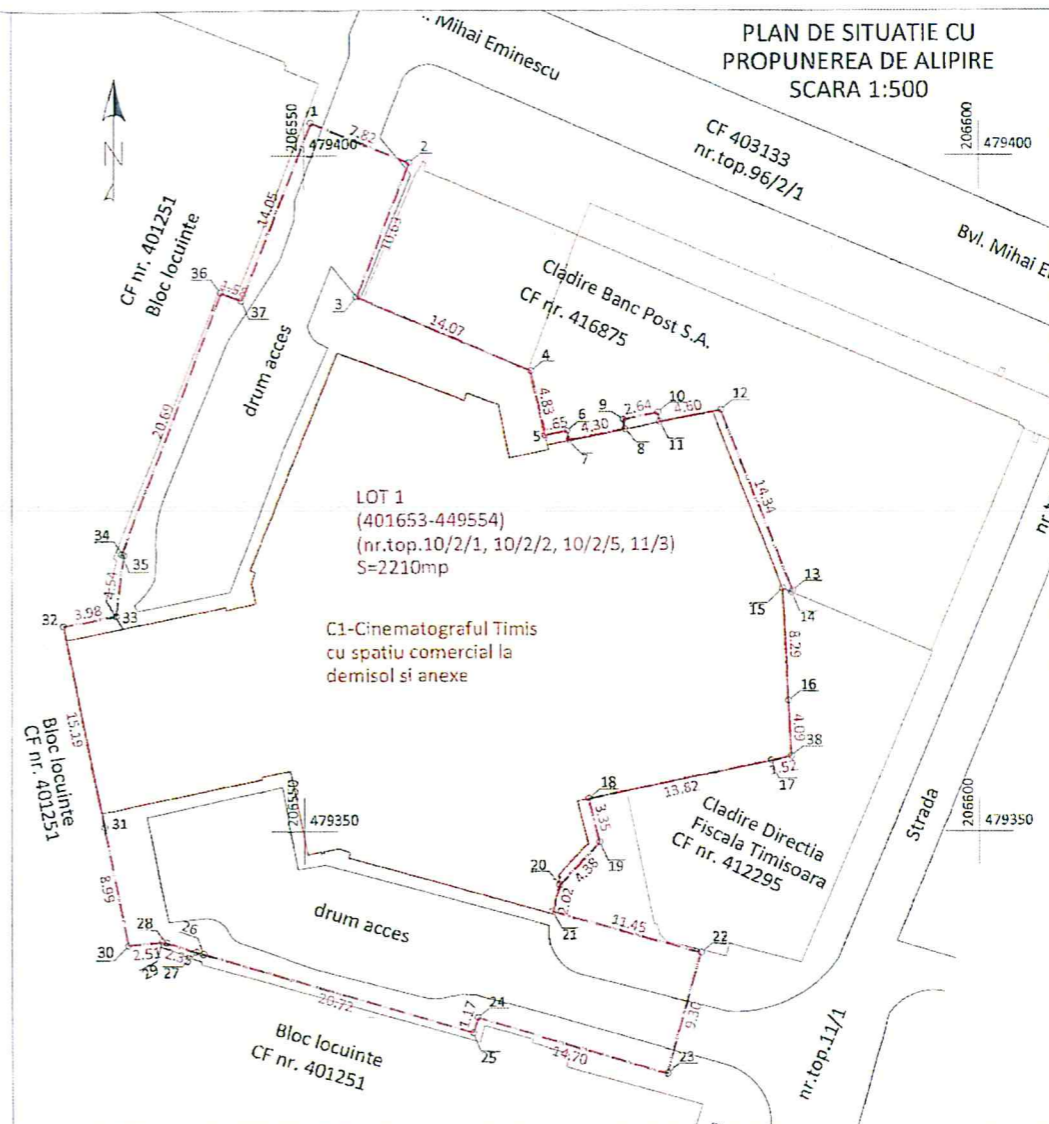 PLAN DE SITUATIE CU
PROPUNEREA DE ALIPIRE
SCARA 1:500
Mihai Eminescu
CF 403133
nr.top.96/2/1
Bvl. Mihai E
206550
479400
206600
479400
N
1
7.82
2
14.05
10.63
CF nr. 401251
Bloc locuinte
36
37
3
14.07
Cladire Banc Post S.A.
CF nr. 416875
drum acces
4
4.83
5
6
.65
7
4.30
8
9
2.64
10
11
4.60
12
20.69
14.34
LOT 1
(401653-449554)
(nr.top.10/2/1, 10/2/2, 10/2/5, 11/3)
S=2210mp
34
35
4.54
13
14
15
32
3.98
33
C1-Cinematograful Timis
cu spatiu comercial la
demisol si anexe
8.29
16
4.09
38
15.19
Bloc locuinte
CF nr. 401251
1.52
17
13.82
18
3.35
19
Cladire Directia
Fiscala Timisoara
CF nr. 412295
Strada
206550
479350
206600
479350
31
8.99
20
4.38
2.02
21
11.45
22
drum acces
26
28
30
2.51
29
27
20.72
24
1.17
25
9.30
14.70
23
Bloc locuinte
CF nr. 401251
nr.top.11/1